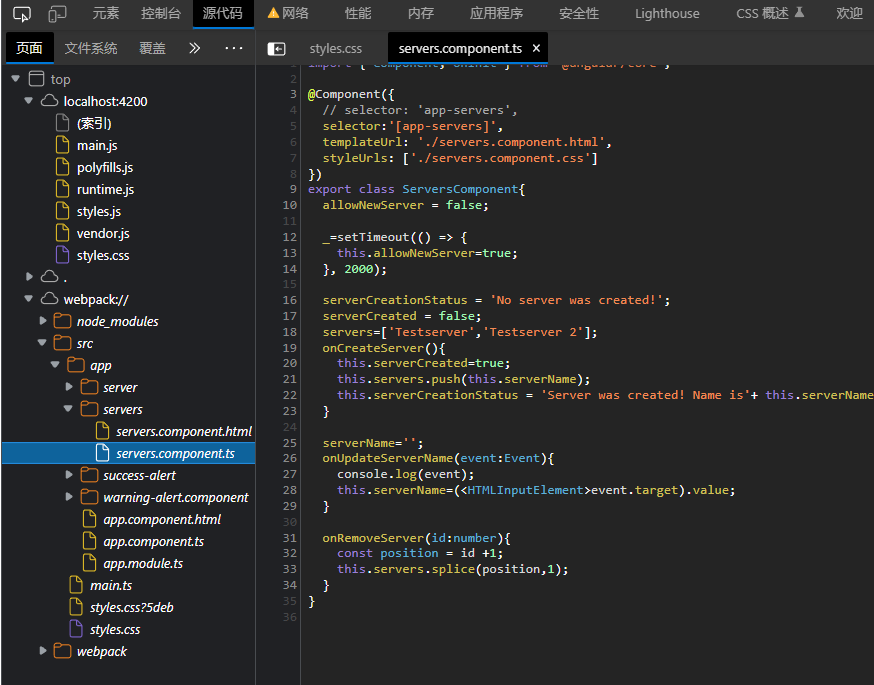 元素 控制台 源代码 网络 性能 内存 应用程序 安全性 Lighthouse CSS 概述 欢迎
页面 文件系统 覆盖 styles.css servers.component.ts ×
top
localhost:4200
(索引)
main.js
polyfills.js
runtime.js
styles.js
vendor.js
styles.css
.
webpack://
node_modules
src
app
server
servers
servers.component.html
servers.component.ts
success-alert
warning-alert.component
app.component.html
app.component.ts
app.module.ts
main.ts
styles.css?5deb
styles.css
webpack
1 import { Component, OnInit } from '@angular/core';
2
3 @Component({
4 // selector: 'app-servers',
5 selector:'[app-servers]',
6 templateUrl: './servers.component.html',
7 styleUrls: ['./servers.component.css']
8 })
9 export class ServersComponent{
10 allowNewServer = false;
11
12 _=setTimeout(() => {
13 this.allowNewServer=true;
14 }, 2000);
15
16 serverCreationStatus = 'No server was created!';
17 serverCreated = false;
18 servers=['Testserver','Testserver 2'];
19 onCreateServer(){
20 this.serverCreated=true;
21 this.servers.push(this.serverName);
22 this.serverCreationStatus = 'Server was created! Name is'+ this.serverName
23 }
24
25 serverName='';
26 onUpdateServerName(event:Event){
27 console.log(event);
28 this.serverName=(<HTMLInputElement>event.target).value;
29 }
30
31 onRemoveServer(id:number){
32 const position = id +1;
33 this.servers.splice(position,1);
34 }
35 }
36